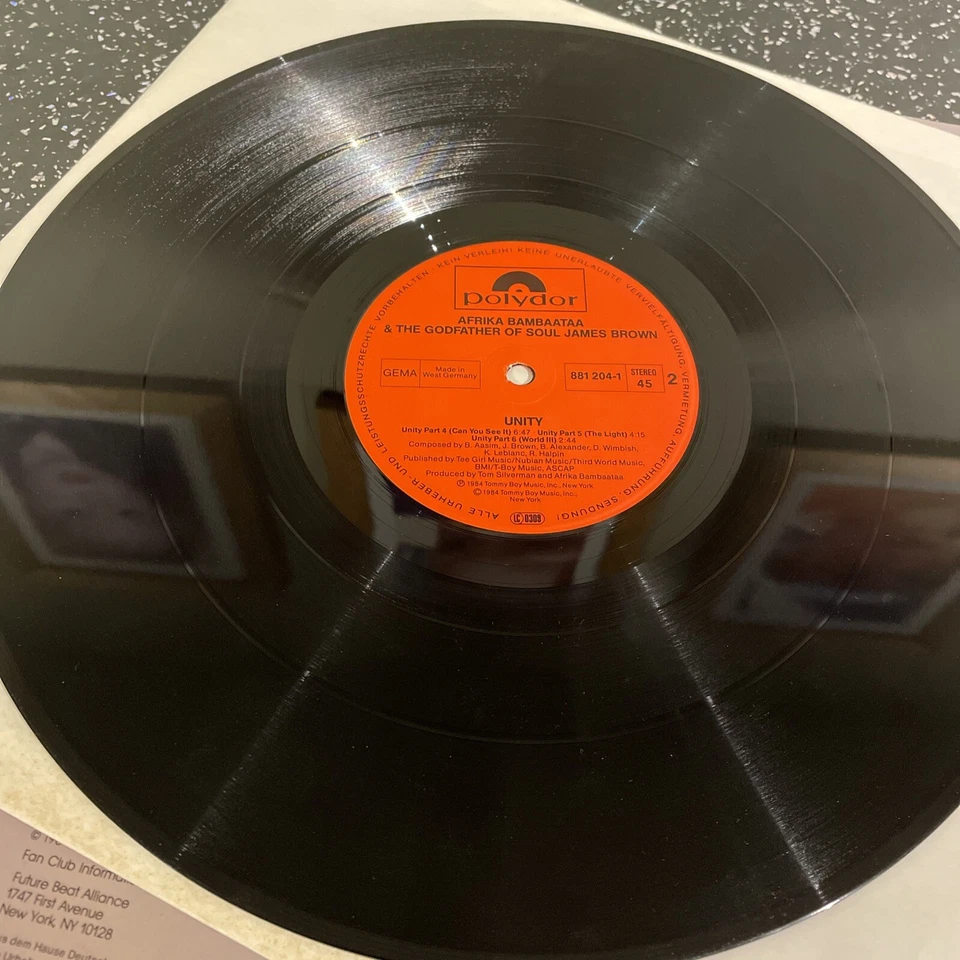 ALLE URHEBER- UND LEISTUNGSSCHUTZRECHTE VORBEHALTEN · KEIN VERLEIH! KEINE UNERLAUBTE VERVIELFÄLTIGUNG, VERMIETUNG, AUFFÜHRUNG, SENDUNG!
polydor
AFRIKA BAMBAATAA
& THE GODFATHER OF SOUL JAMES BROWN
GEMA
Made in
West Germany
881 204-1
STEREO
45
2
UNITY
Unity Part 4 (Can You See It) 6:47 · Unity Part 5 (The Light) 4:15
Unity Part 6 (World III) 2:44
Composed by B. Aasim, J. Brown, B. Alexander, D. Wimbish,
K. Leblanc, R. Halpin
Published by Tee Girl Music/Nubian Music/Third World Music,
BMI/T-Boy Music, ASCAP
Produced by Tom Silverman and Afrika Bambaataa
℗ 1984 Tommy Boy Music, Inc., New York
© 1984 Tommy Boy Music, Inc.,
New York
LC 0309
Fan Club
Future Beat Alliance
1747 First Avenue
New York, NY 10128
dem Hause